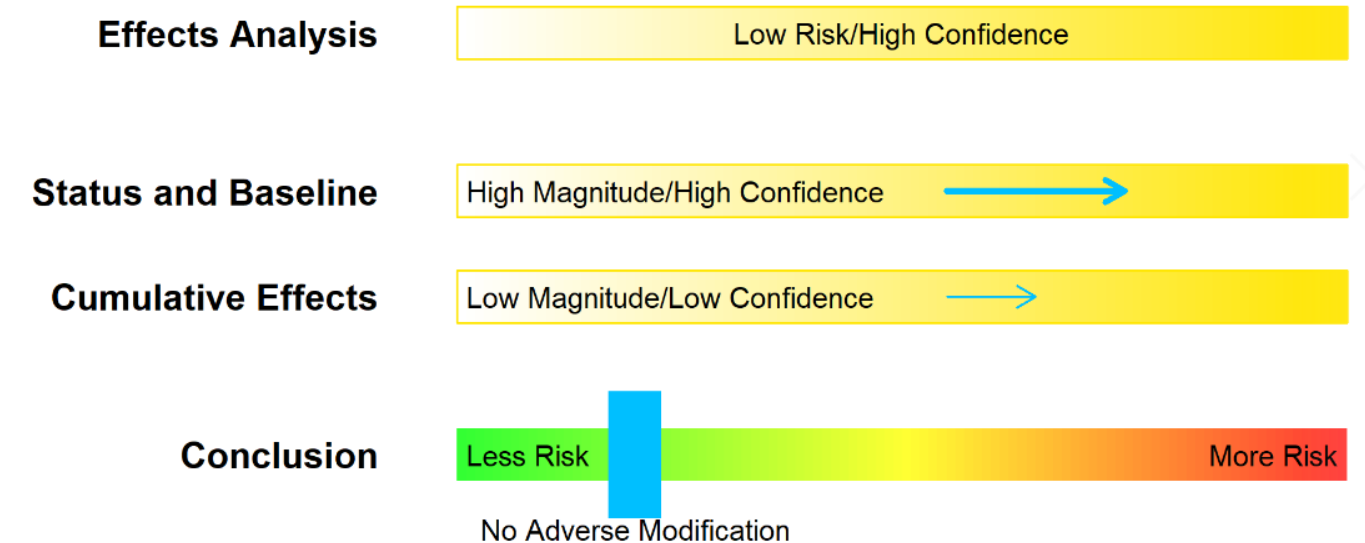 Effects Analysis Low Risk/High Confidence
Status and Baseline High Magnitude/High Confidence
Cumulative Effects Low Magnitude/Low Confidence
Conclusion Less Risk More Risk
No Adverse Modification